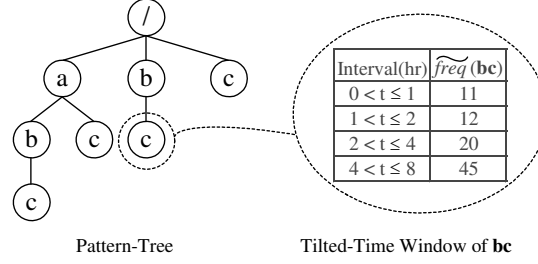 /
a b c
b c c
c
Interval(hr) freq (bc)
0 < t ≤ 1 11
1 < t ≤ 2 12
2 < t ≤ 4 20
4 < t ≤ 8 45
Pattern-Tree Tilted-Time Window of bc